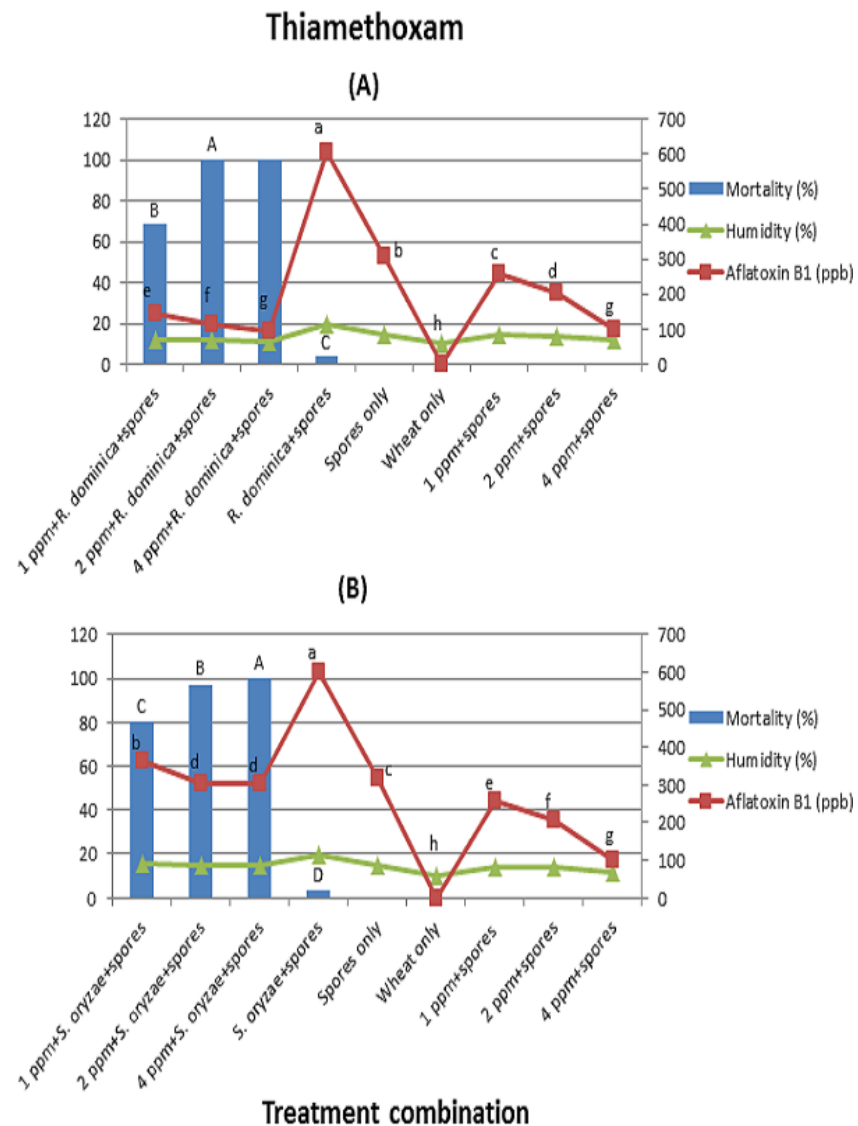 Thiamethoxam
(A)
120
100
80
60
40
20
0
700
600
500
400
300
200
100
0
B
A
a
b
c
d
e
f
g
C
h
g
Mortality (%)
Humidity (%)
Aflatoxin B1 (ppb)
1 ppm+R. dominica+spores
2 ppm+R. dominica+spores
4 ppm+R. dominica+spores
R. dominica+spores
Spores only
Wheat only
1 ppm+spores
2 ppm+spores
4 ppm+spores
(B)
120
100
80
60
40
20
0
700
600
500
400
300
200
100
0
C
B
A
a
b
d
d
c
D
h
e
f
g
Mortality (%)
Humidity (%)
Aflatoxin B1 (ppb)
1 ppm+S. oryzae+spores
2 ppm+S. oryzae+spores
4 ppm+S. oryzae+spores
S. oryzae+spores
Spores only
Wheat only
1 ppm+spores
2 ppm+spores
4 ppm+spores
Treatment combination